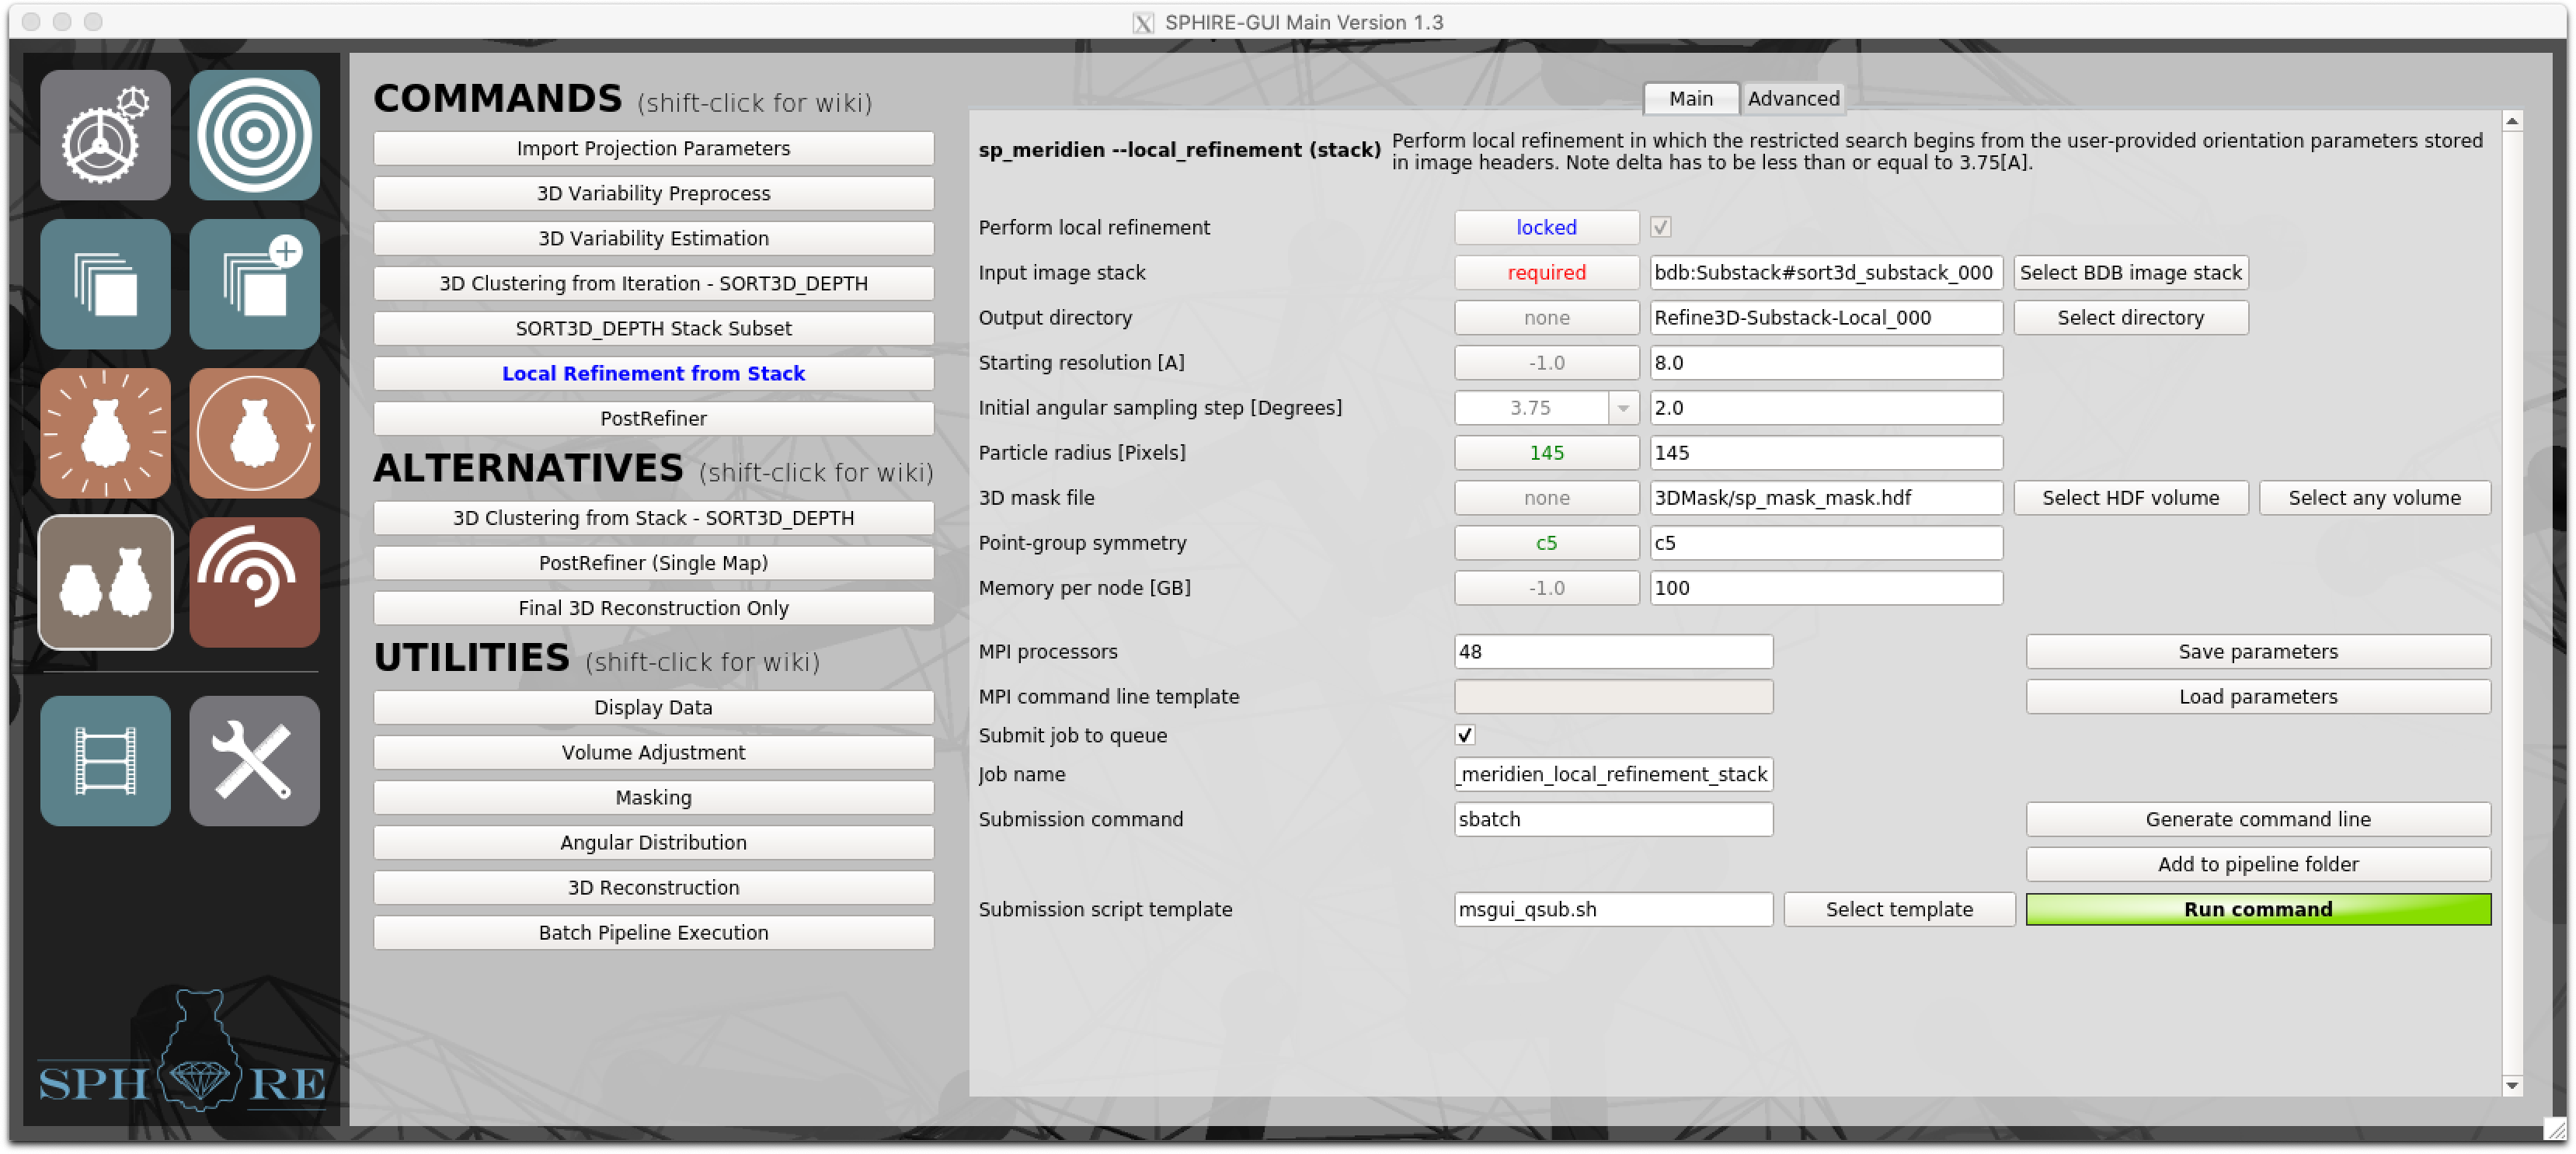 SPHIRE-GUI Main Version 1.3
COMMANDS (shift-click for wiki)
Import Projection Parameters
3D Variability Preprocess
3D Variability Estimation
3D Clustering from Iteration - SORT3D_DEPTH
SORT3D_DEPTH Stack Subset
Local Refinement from Stack
PostRefiner
ALTERNATIVES (shift-click for wiki)
3D Clustering from Stack - SORT3D_DEPTH
PostRefiner (Single Map)
Final 3D Reconstruction Only
UTILITIES (shift-click for wiki)
Display Data
Volume Adjustment
Masking
Angular Distribution
3D Reconstruction
Batch Pipeline Execution
SPHIRE
Main Advanced
sp_meridien --local_refinement (stack) Perform local refinement in which the restricted search begins from the user-provided orientation parameters stored
in image headers. Note delta has to be less than or equal to 3.75[A].
Perform local refinement locked
Input image stack required bdb:Substack#sort3d_substack_000 Select BDB image stack
Output directory none Refine3D-Substack-Local_000 Select directory
Starting resolution [A] -1.0 8.0
Initial angular sampling step [Degrees] 3.75 2.0
Particle radius [Pixels] 145 145
3D mask file none 3DMask/sp_mask_mask.hdf Select HDF volume Select any volume
Point-group symmetry c5 c5
Memory per node [GB] -1.0 100
MPI processors 48 Save parameters
MPI command line template Load parameters
Submit job to queue
Job name _meridien_local_refinement_stack
Submission command sbatch Generate command line
Add to pipeline folder
Submission script template msgui_qsub.sh Select template Run command